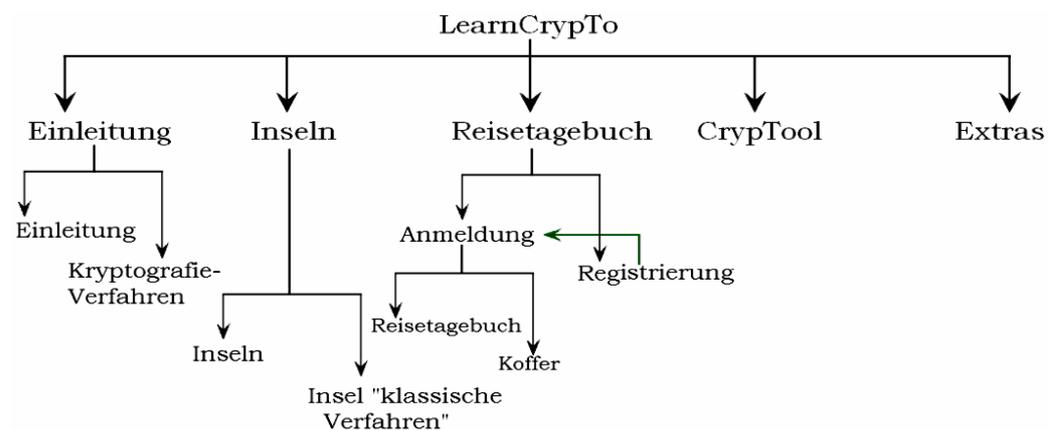 LearnCrypTo
Einleitung Inseln Reisetagebuch CrypTool Extras
Einleitung
Anmeldung
Kryptografie-
Verfahren
Registrierung
Reisetagebuch
Inseln
Koffer
Insel "klassische
Verfahren"